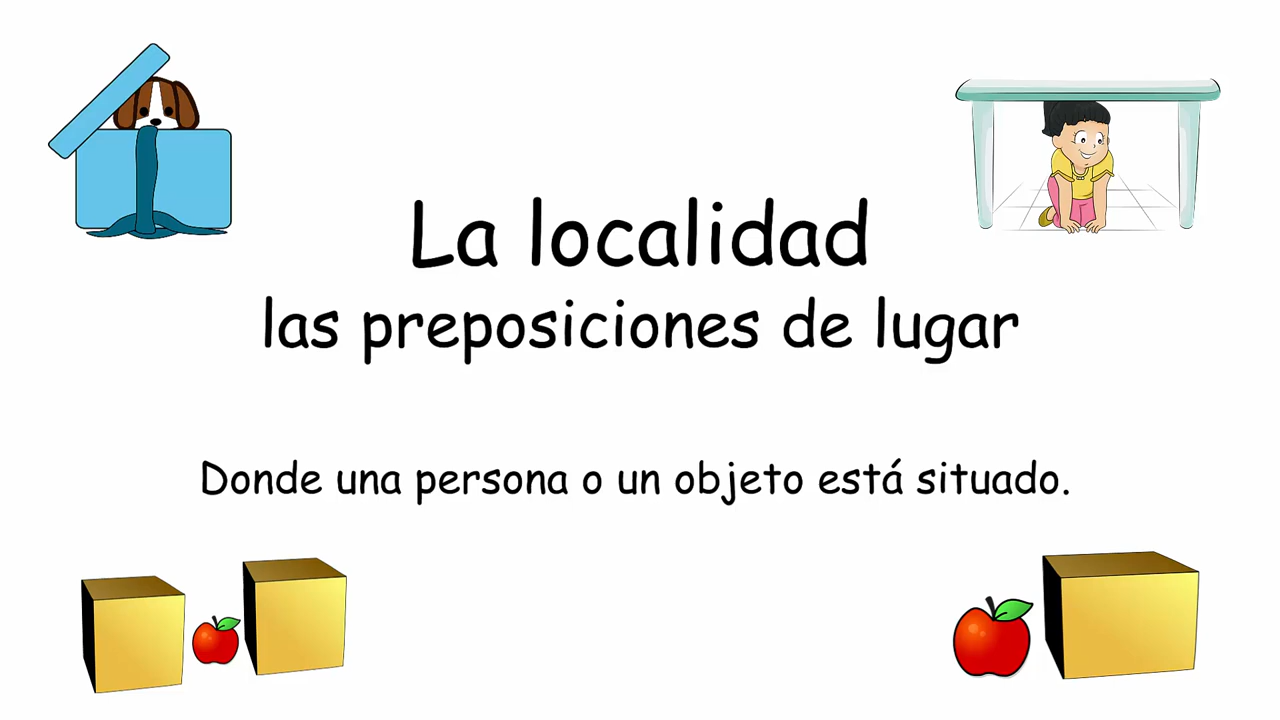 La localidad
las preposiciones de lugar
Donde una persona o un objeto está situado.